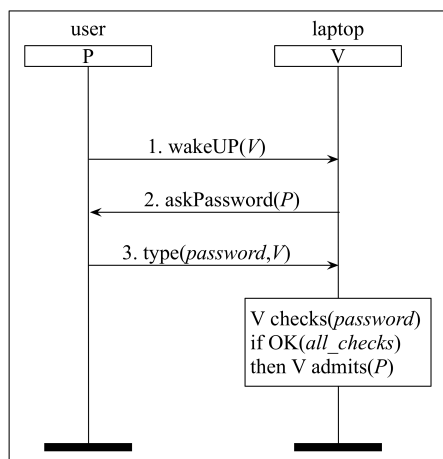 user
laptop
P
V
1. wakeUP(V)
2. askPassword(P)
3. type(password,V)
V checks(password)
if OK(all_checks)
then V admits(P)